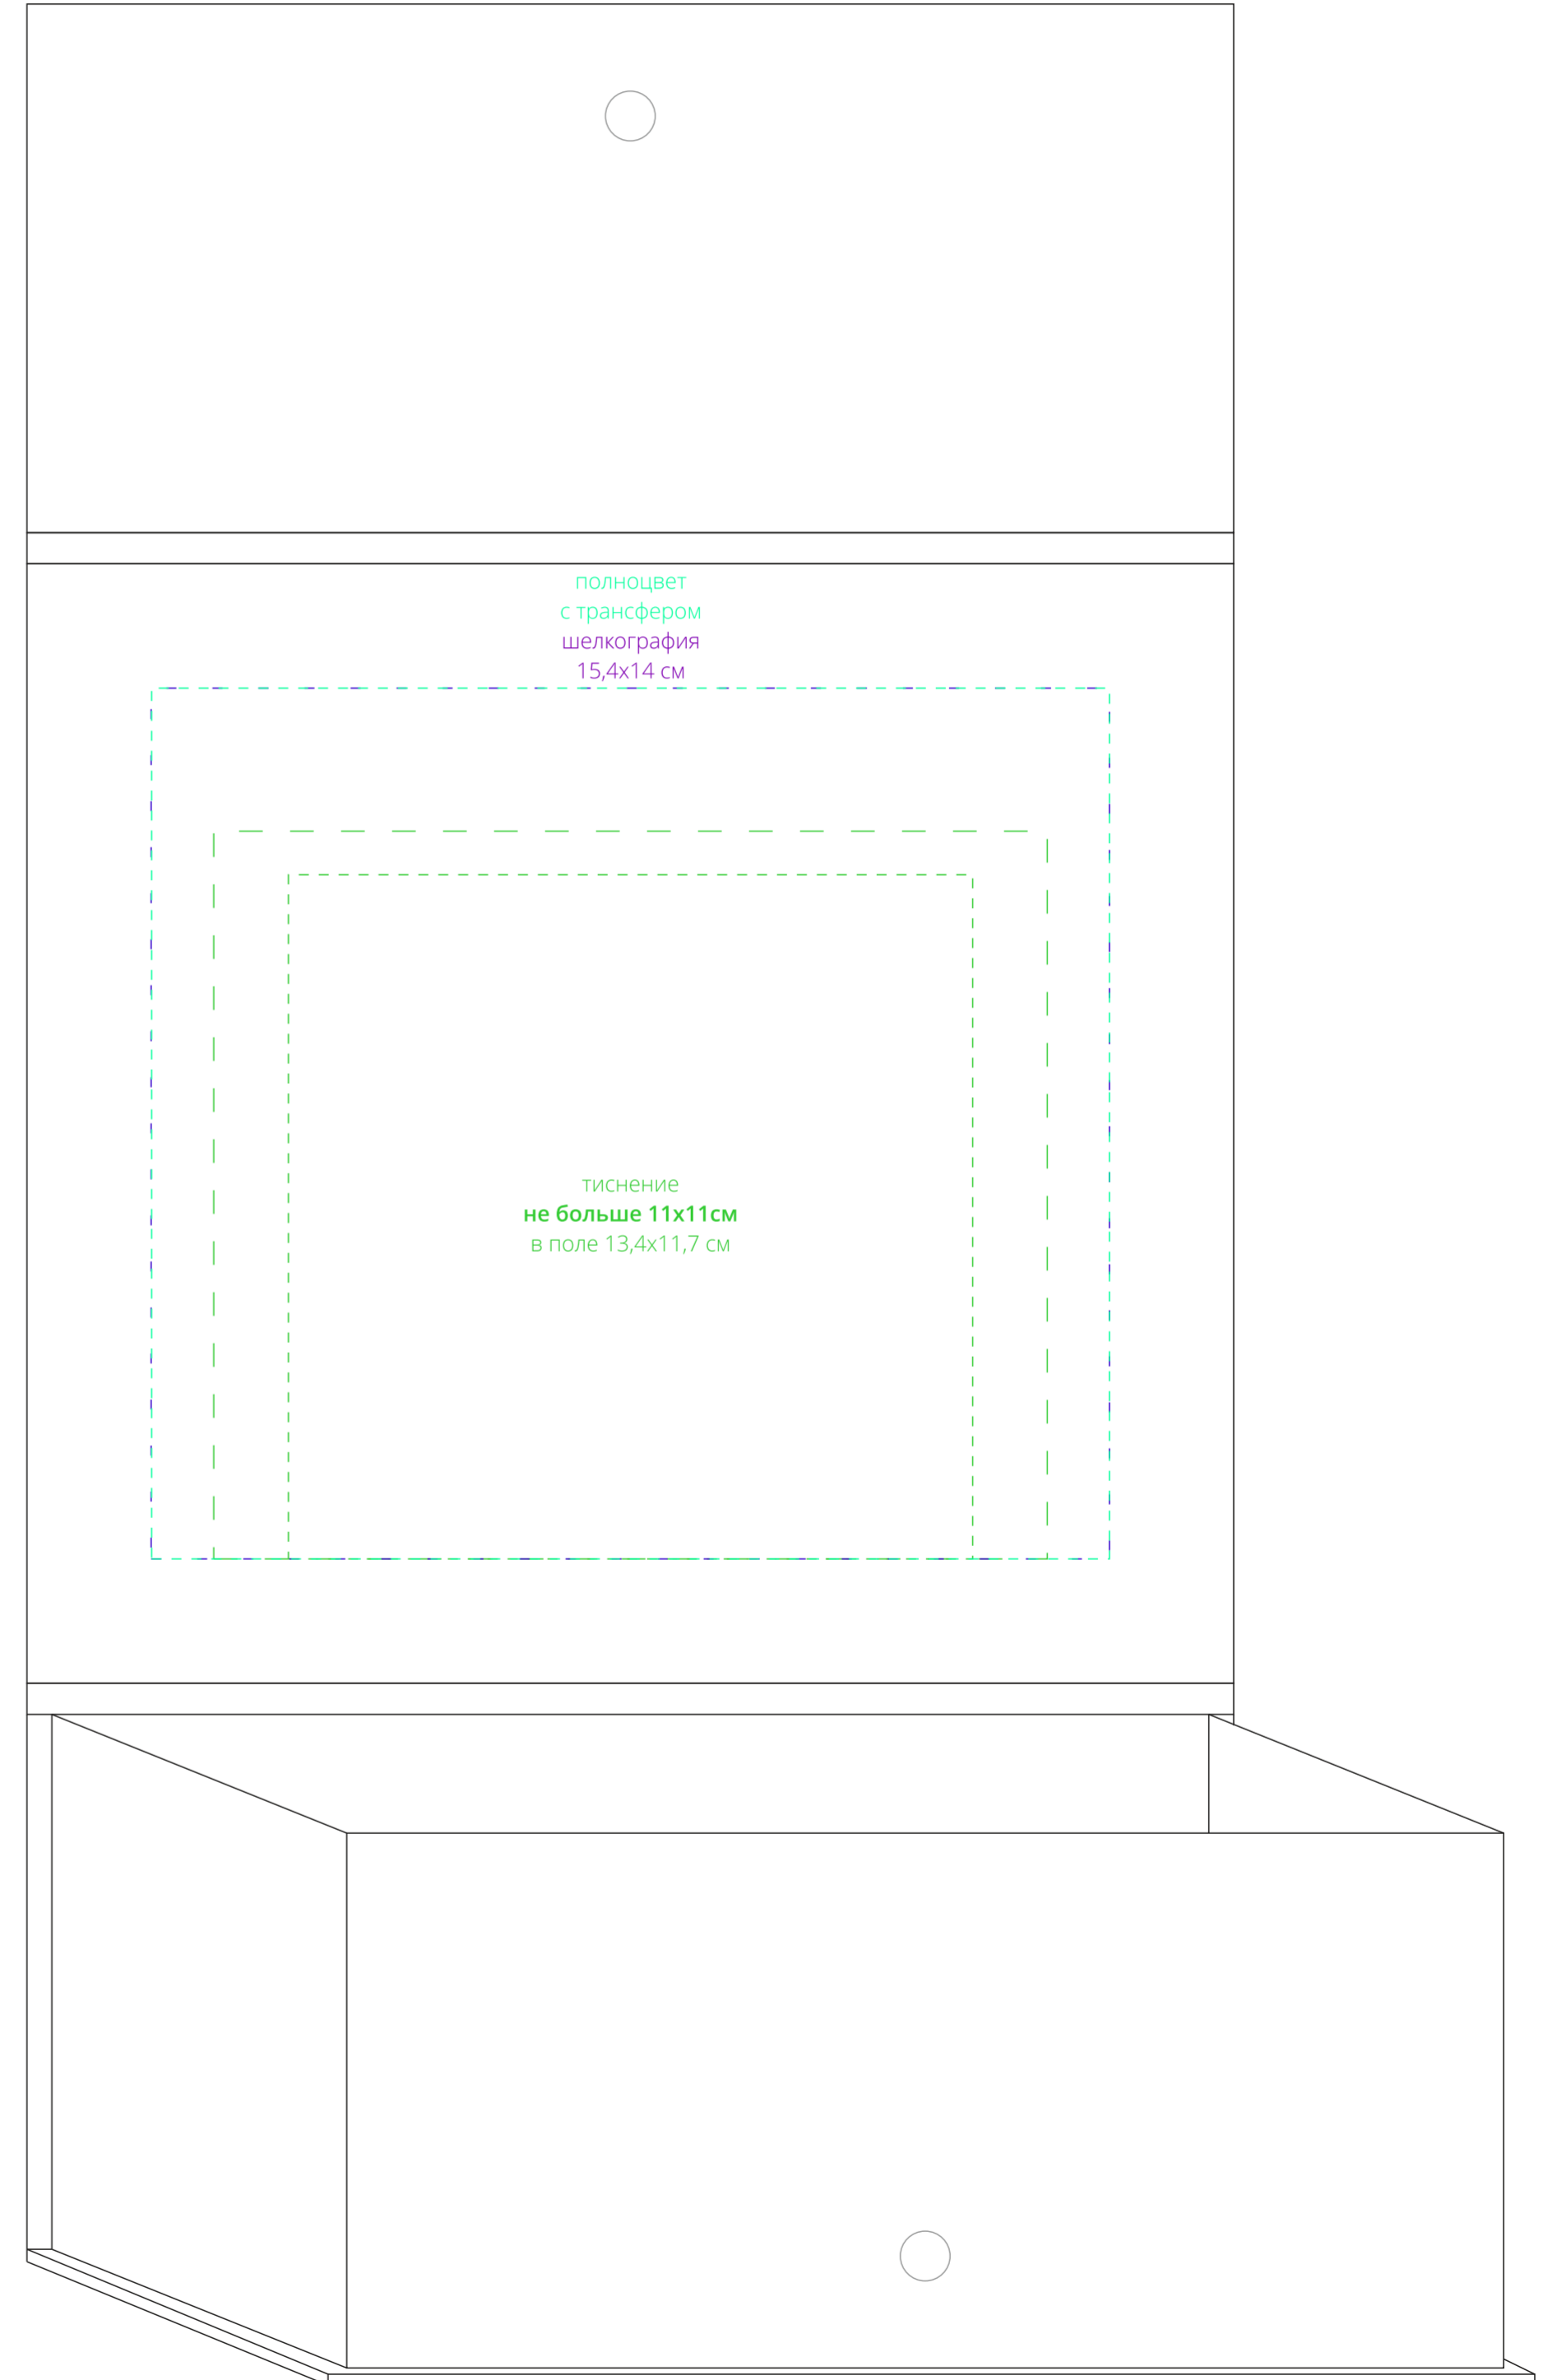 полноцвет
с трансфером
шелкография
15,4х14 см
тиснение
не больше 11х11см
в поле 13,4х11,7 см